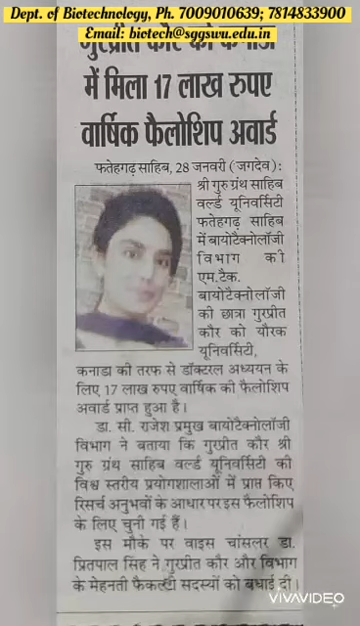 Dept. of Biotechnology, Ph. 7009010639; 7814833900
Email: biotech@sggswu.edu.in
गुरप्रीत कौर को कनाडा
में मिला 17 लाख रुपए
वार्षिक फैलोशिप अवार्ड
फतेहगढ़ साहिब, 28 जनवरी (जगदेव):
श्री गुरु ग्रंथ साहिब
वर्ल्ड यूनिवर्सिटी
फतेहगढ़ साहिब
में बायोटैक्नोलॉजी
विभाग की
एम.टैक.
बायोटैक्नोलॉजी
की छात्रा गुरप्रीत
कौर को यौरक
यूनिवर्सिटी,
कनाडा की तरफ से डॉक्टरल अध्ययन के
लिए 17 लाख रुपए वार्षिक की फैलोशिप
अवार्ड प्राप्त हुआ है।
डा. सी. राजेश प्रमुख बायोटैक्नोलॉजी
विभाग ने बताया कि गुरप्रीत कौर श्री
गुरु ग्रंथ साहिब वर्ल्ड यूनिवर्सिटी की
विश्व स्तरीय प्रयोगशालाओं में प्राप्त किए
रिसर्च अनुभवों के आधार पर इस फैलोशिप
के लिए चुनी गई हैं।
इस मौके पर वाइस चांसलर डा.
प्रितपाल सिंह ने गुरप्रीत कौर और विभाग
के मेहनती फैकल्टी सदस्यों को बधाई दी।
VIVAVIDEO